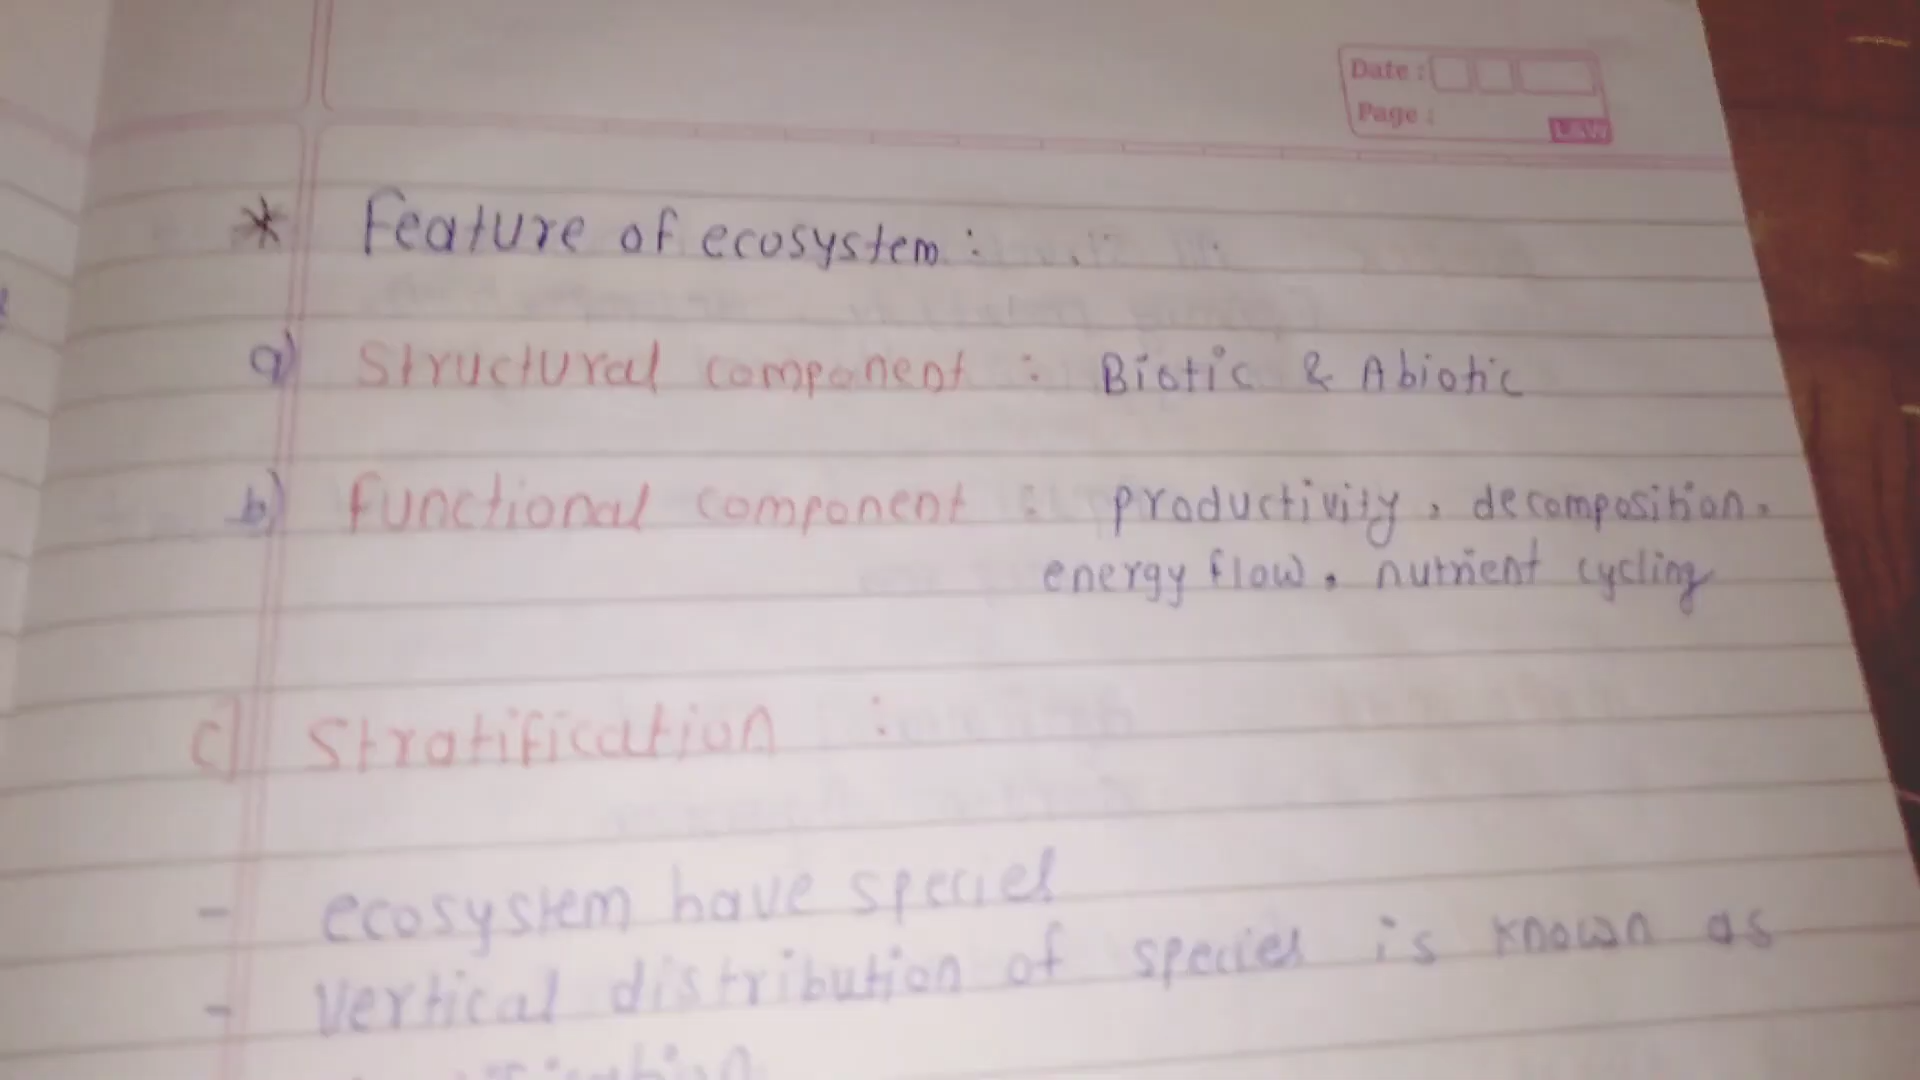 Date :
Page :
LSW
* Feature of ecosystem :
a) Structural component : Biotic & Abiotic
b) functional component : productivity, decomposition,
energy flow, nutrient cycling
c) Stratification :
- ecosystem have species
- Vertical distribution of species is known as